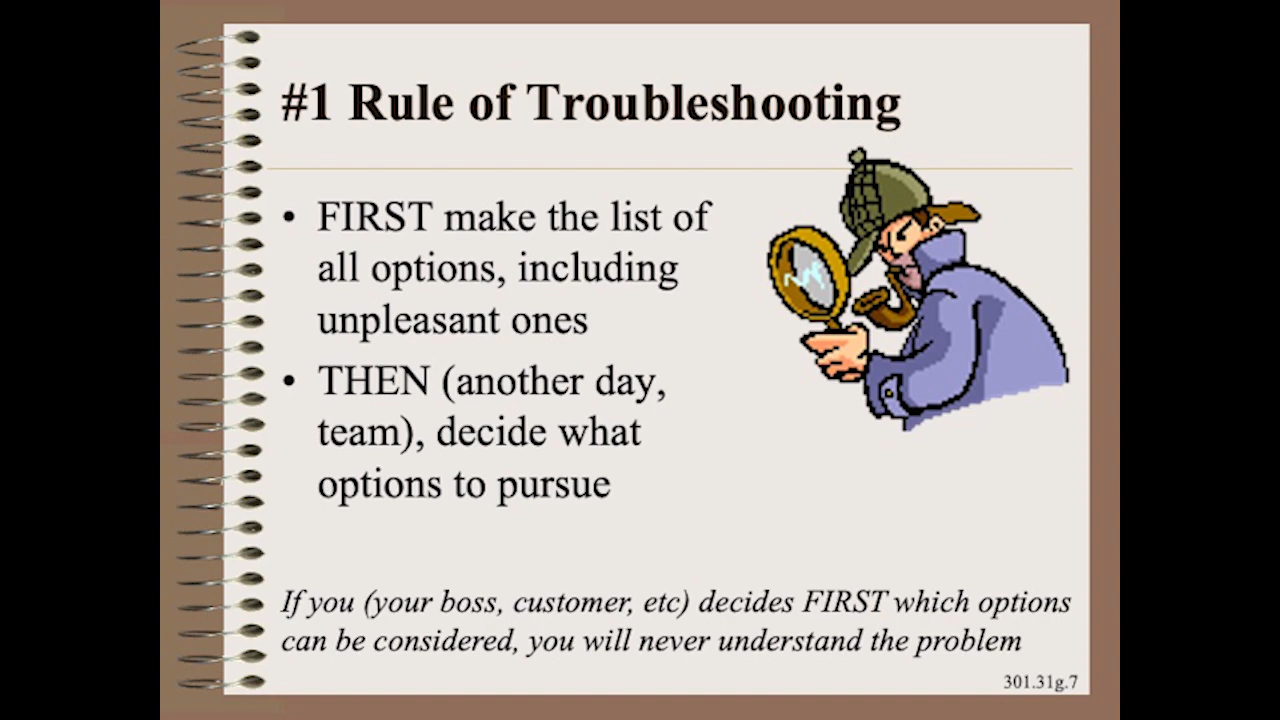 #1 Rule of Troubleshooting
• FIRST make the list of
all options, including
unpleasant ones
• THEN (another day,
team), decide what
options to pursue
If you (your boss, customer, etc) decides FIRST which options
can be considered, you will never understand the problem
301.31g.7